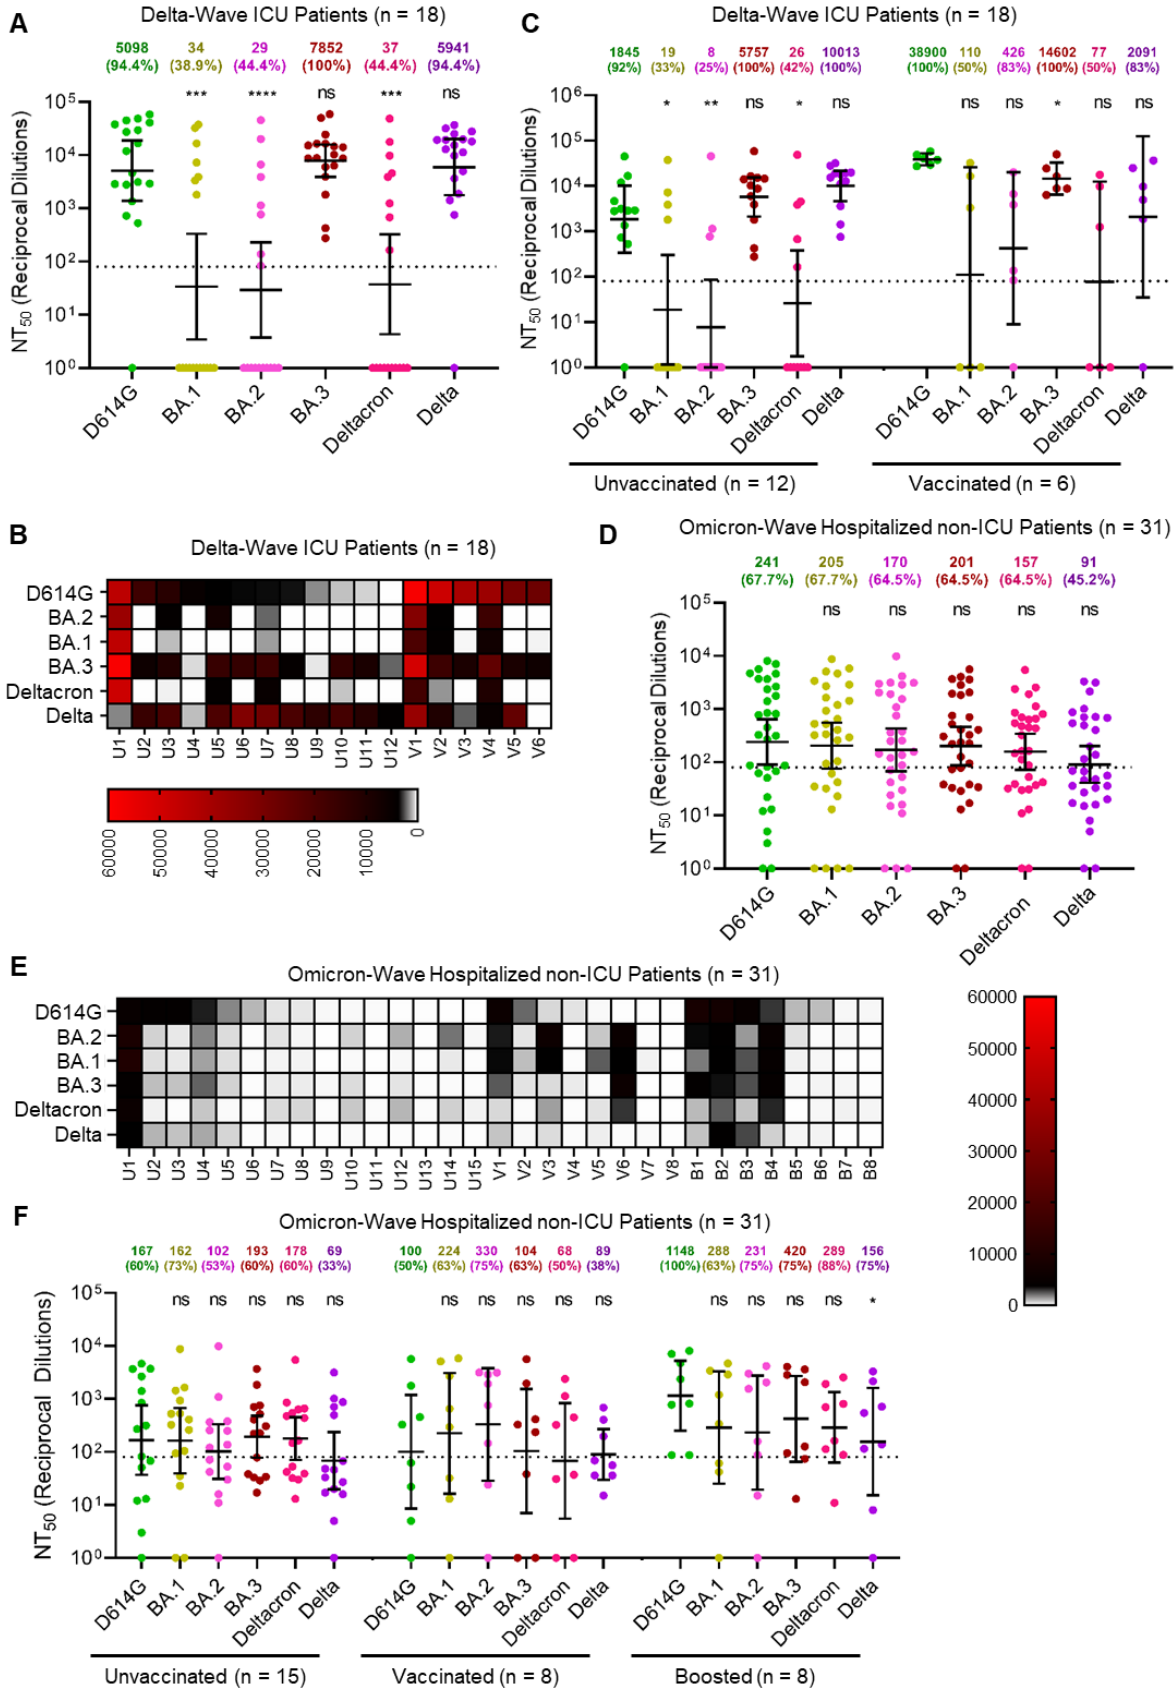 A
Delta-Wave ICU Patients (n = 18)
5098 34 29 7852 37 5941
(94.4%) (38.9%) (44.4%) (100%) (44.4%) (94.4%)
*** **** ns *** ns
NT50 (Reciprocal Dilutions)
10^5
10^4
10^3
10^2
10^1
10^0
D614G BA.1 BA.2 BA.3 Deltacron Delta
C
Delta-Wave ICU Patients (n = 18)
1845 19 8 5757 26 10013 38900 110 426 14602 77 2091
(92%) (33%) (25%) (100%) (42%) (100%) (100%) (50%) (83%) (100%) (50%) (83%)
* ** ns * ns ns ns * ns ns
NT50 (Reciprocal Dilutions)
10^6
10^5
10^4
10^3
10^2
10^1
10^0
D614G BA.1 BA.2 BA.3 Deltacron Delta D614G BA.1 BA.2 BA.3 Deltacron Delta
Unvaccinated (n = 12) Vaccinated (n = 6)
B
Delta-Wave ICU Patients (n = 18)
D614G
BA.2
BA.1
BA.3
Deltacron
Delta
U1 U2 U3 U4 U5 U6 U7 U8 U9 U10 U11 U12 V1 V2 V3 V4 V5 V6
60000 50000 40000 30000 20000 10000 0
D
Omicron-Wave Hospitalized non-ICU Patients (n = 31)
241 205 170 201 157 91
(67.7%) (67.7%) (64.5%) (64.5%) (64.5%) (45.2%)
ns ns ns ns ns
NT50 (Reciprocal Dilutions)
10^5
10^4
10^3
10^2
10^1
10^0
D614G BA.1 BA.2 BA.3 Deltacron Delta
E
Omicron-Wave Hospitalized non-ICU Patients (n = 31)
D614G
BA.2
BA.1
BA.3
Deltacron
Delta
U1 U2 U3 U4 U5 U6 U7 U8 U9 U10 U11 U12 U13 U14 U15 V1 V2 V3 V4 V5 V6 V7 V8 B1 B2 B3 B4 B5 B6 B7 B8
60000
50000
40000
30000
20000
10000
0
F
Omicron-Wave Hospitalized non-ICU Patients (n = 31)
167 162 102 193 178 69 100 224 330 104 68 89 1148 288 231 420 289 156
(60%) (73%) (53%) (60%) (60%) (33%) (50%) (63%) (75%) (63%) (50%) (38%) (100%) (63%) (75%) (75%) (88%) (75%)
ns ns ns ns ns ns ns ns ns ns ns ns ns ns *
NT50 (Reciprocal Dilutions)
10^5
10^4
10^3
10^2
10^1
10^0
D614G BA.1 BA.2 BA.3 Deltacron Delta D614G BA.1 BA.2 BA.3 Deltacron Delta D614G BA.1 BA.2 BA.3 Deltacron Delta
Unvaccinated (n = 15) Vaccinated (n = 8) Boosted (n = 8)